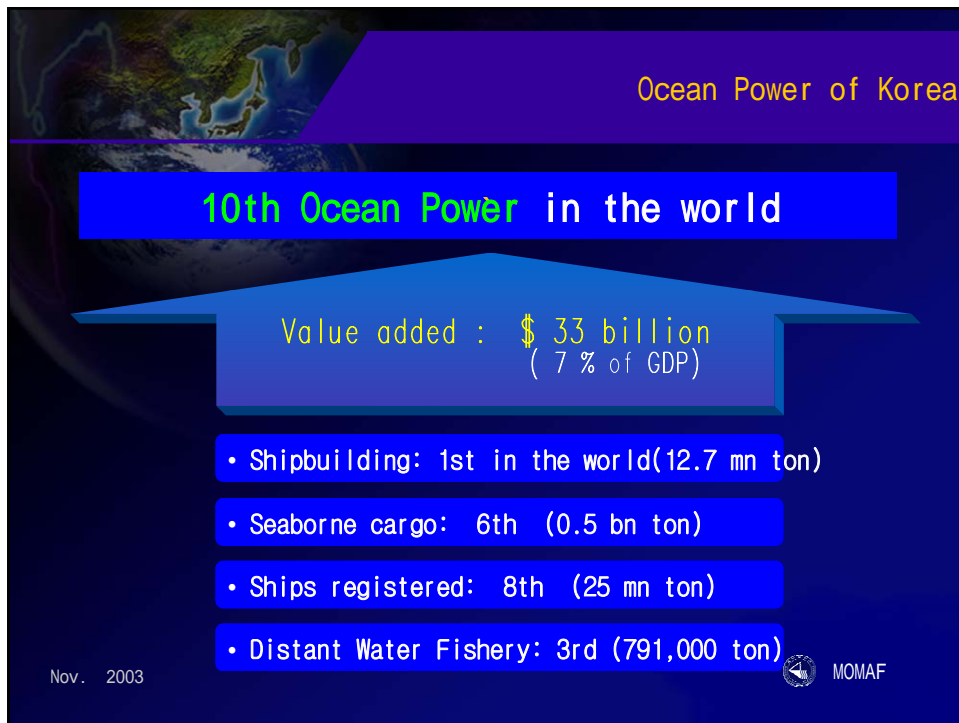 Ocean Power of Korea
10th Ocean Power in the world
Value added : $ 33 billion
( 7 % of GDP)
• Shipbuilding: 1st in the world(12.7 mn ton)
• Seaborne cargo: 6th (0.5 bn ton)
• Ships registered: 8th (25 mn ton)
• Distant Water Fishery: 3rd (791,000 ton)
Nov. 2003
MOMAF